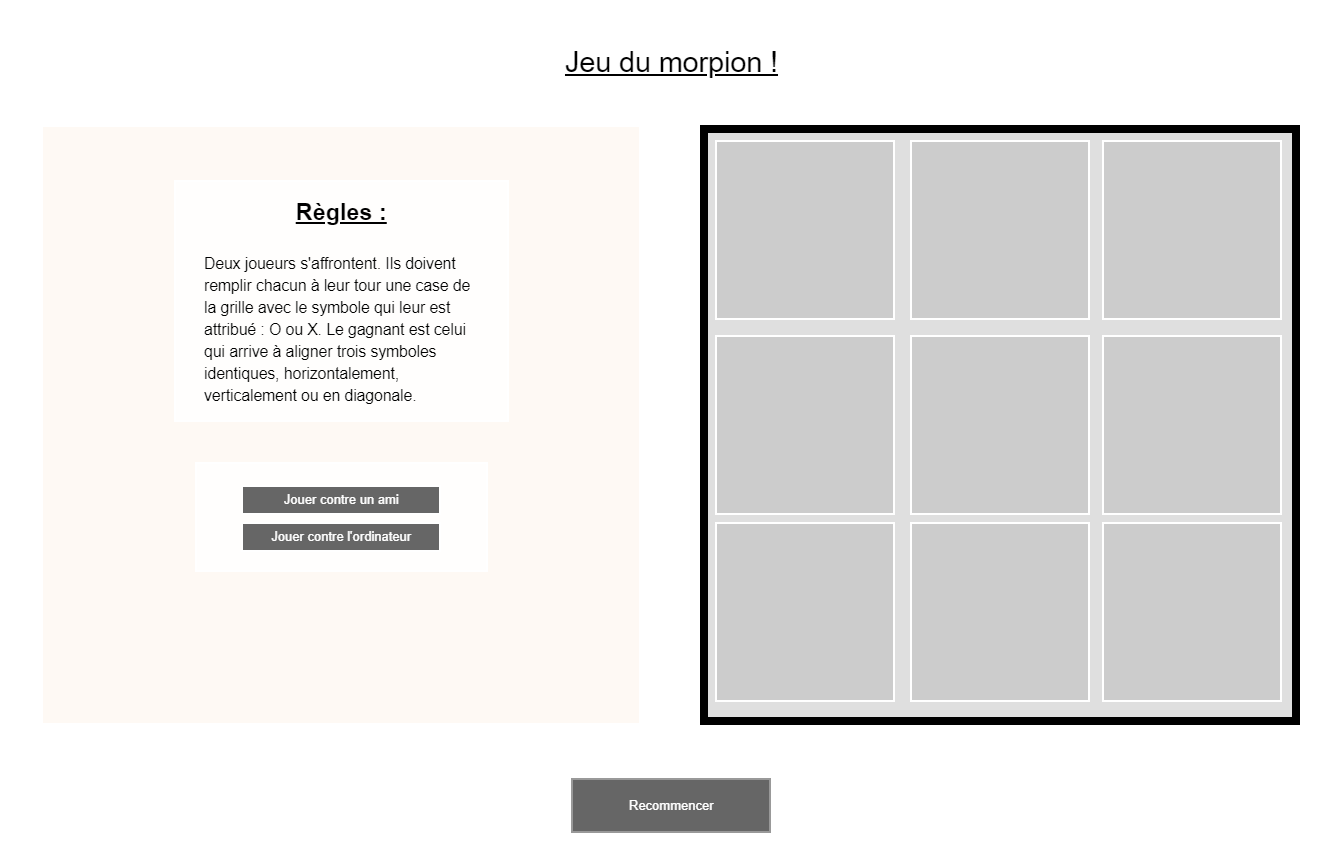 Jeu du morpion !
Règles :
Deux joueurs s'affrontent. Ils doivent
remplir chacun à leur tour une case de
la grille avec le symbole qui leur est
attribué : O ou X. Le gagnant est celui
qui arrive à aligner trois symboles
identiques, horizontalement,
verticalement ou en diagonale.
Jouer contre un ami
Jouer contre l'ordinateur
Recommencer